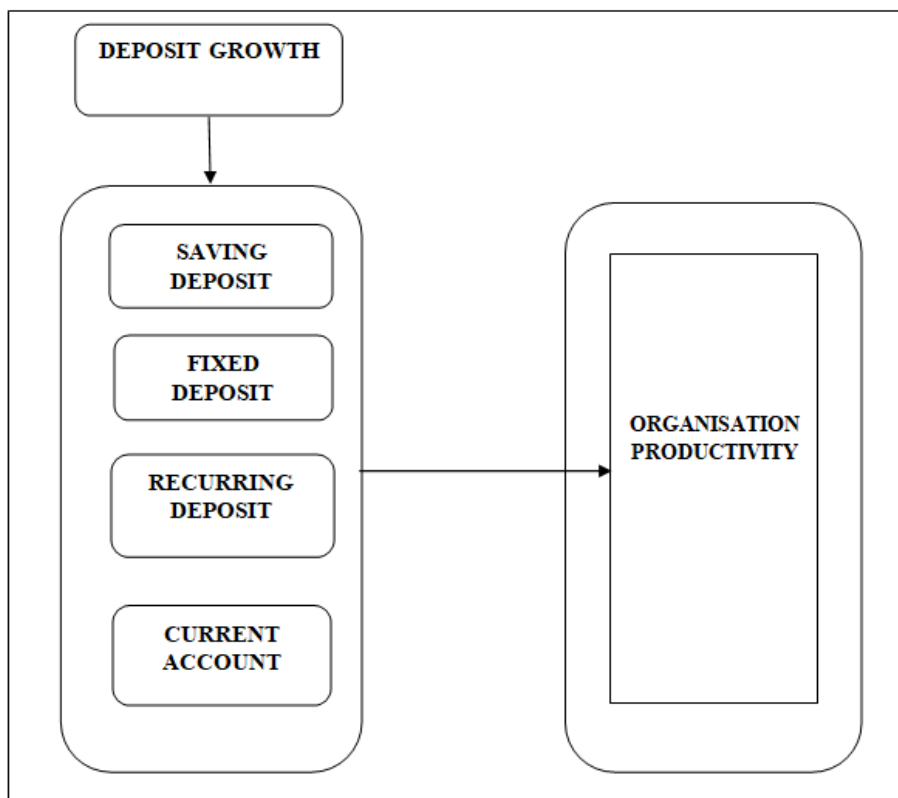 DEPOSIT GROWTH
SAVING
DEPOSIT
FIXED
DEPOSIT
RECURRING
DEPOSIT
CURRENT
ACCOUNT
ORGANISATION
PRODUCTIVITY